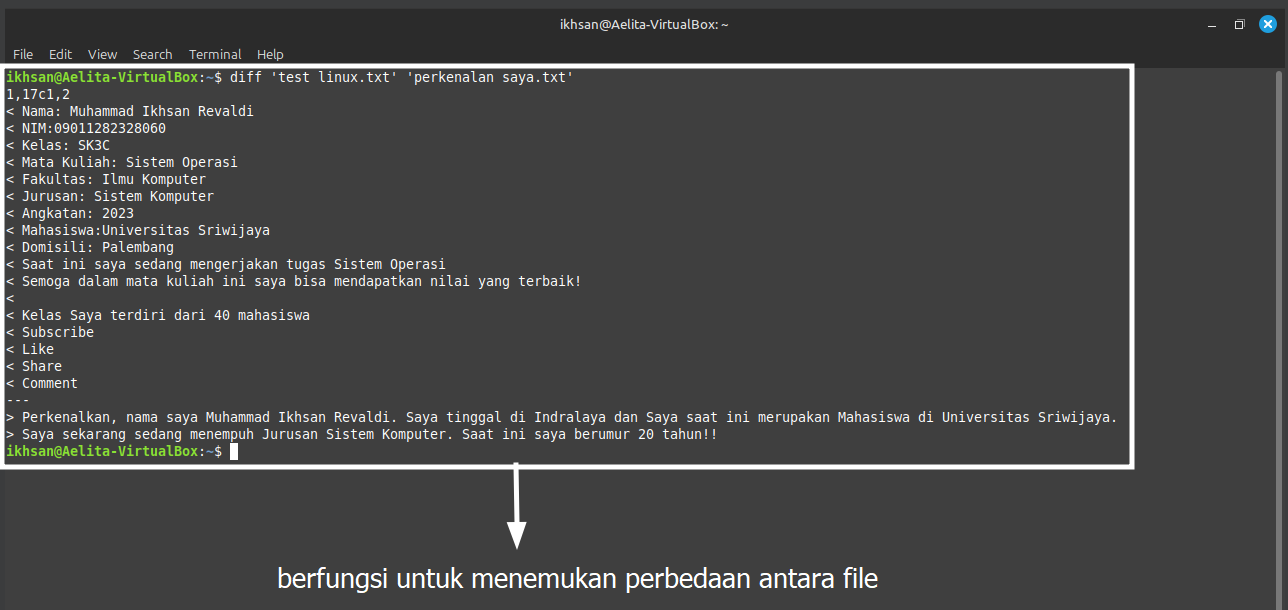 ikhsan@Aelita-VirtualBox: ~
File Edit View Search Terminal Help
ikhsan@Aelita-VirtualBox:~$ diff 'test linux.txt' 'perkenalan saya.txt'
1,17c1,2
< Nama: Muhammad Ikhsan Revaldi
< NIM:09011282328060
< Kelas: SK3C
< Mata Kuliah: Sistem Operasi
< Fakultas: Ilmu Komputer
< Jurusan: Sistem Komputer
< Angkatan: 2023
< Mahasiswa:Universitas Sriwijaya
< Domisili: Palembang
< Saat ini saya sedang mengerjakan tugas Sistem Operasi
< Semoga dalam mata kuliah ini saya bisa mendapatkan nilai yang terbaik!
<
< Kelas Saya terdiri dari 40 mahasiswa
< Subscribe
< Like
< Share
< Comment
---
> Perkenalkan, nama saya Muhammad Ikhsan Revaldi. Saya tinggal di Indralaya dan Saya saat ini merupakan Mahasiswa di Universitas Sriwijaya.
> Saya sekarang sedang menempuh Jurusan Sistem Komputer. Saat ini saya berumur 20 tahun!!
ikhsan@Aelita-VirtualBox:~$
berfungsi untuk menemukan perbedaan antara file